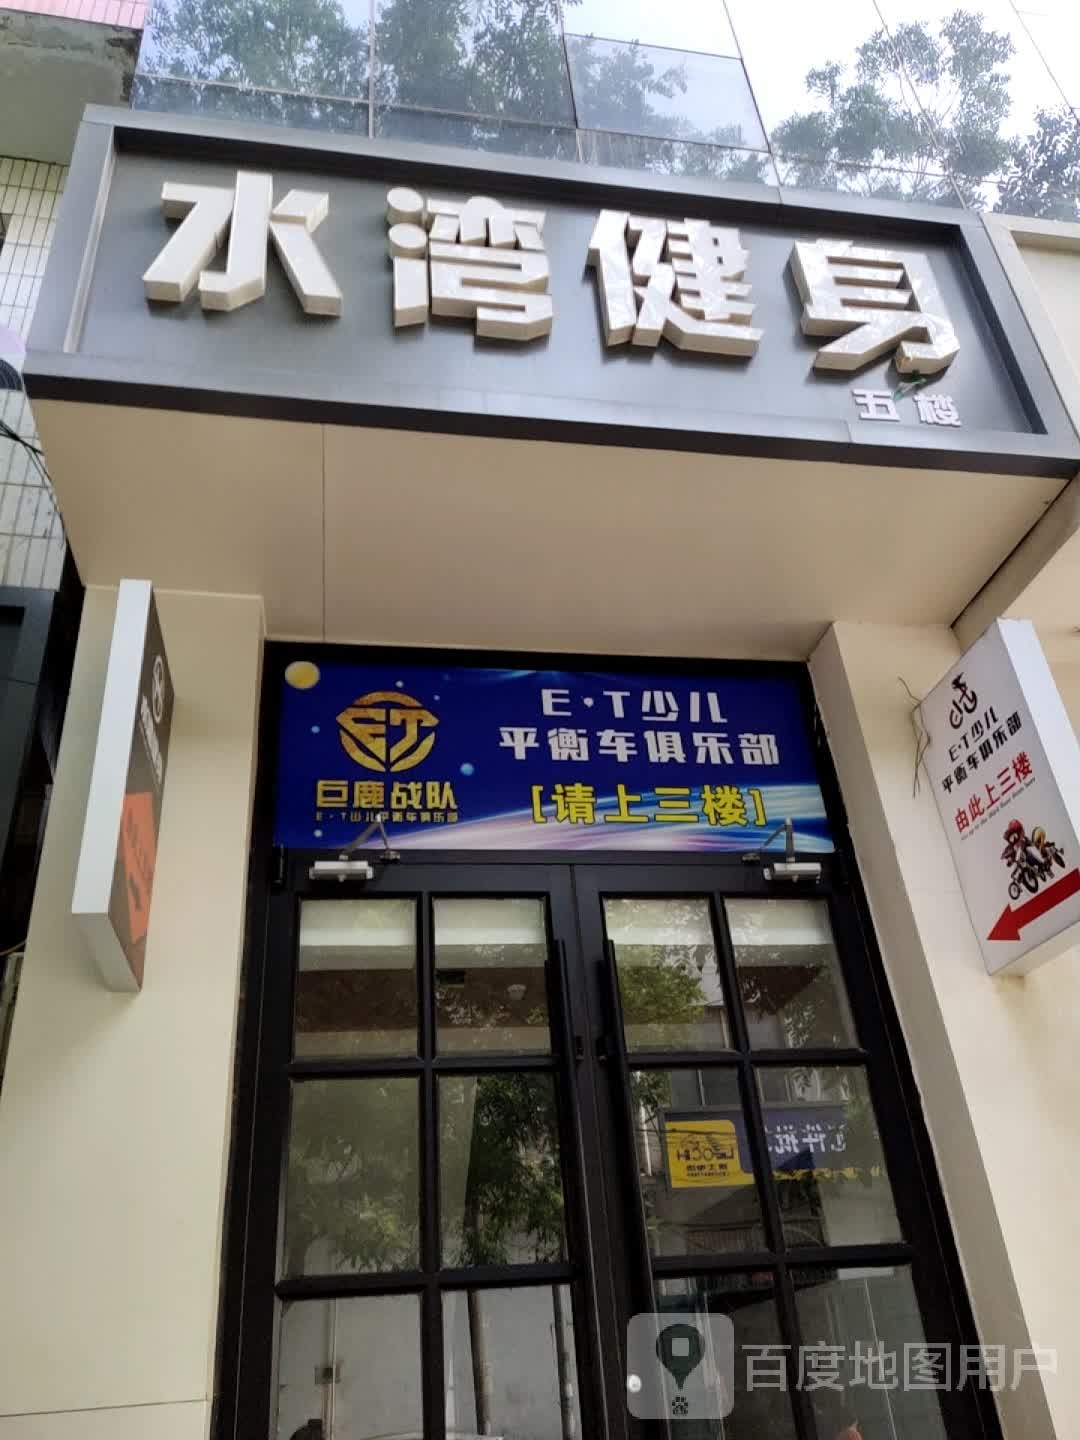 水湾健身
五楼
ET
巨鹿战队
E·T少儿平衡车俱乐部
E·T少儿
平衡车俱乐部
[请上三楼]
E·T少儿
平衡车俱乐部
由此上三楼
百度地图用户